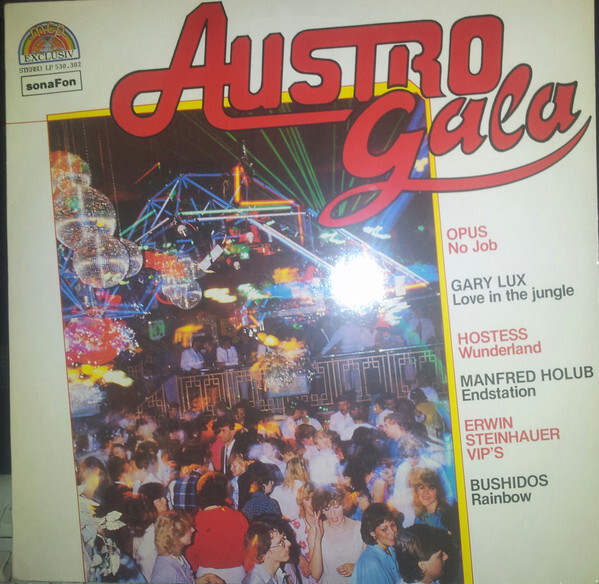 MCP
EXCLUSIV
STEREO LP 530.302
sonaFon
AUSTRO
Gala
OPUS
No Job
GARY LUX
Love in the jungle
HOSTESS
Wunderland
MANFRED HOLUB
Endstation
ERWIN
STEINHAUER
VIP'S
BUSHIDOS
Rainbow